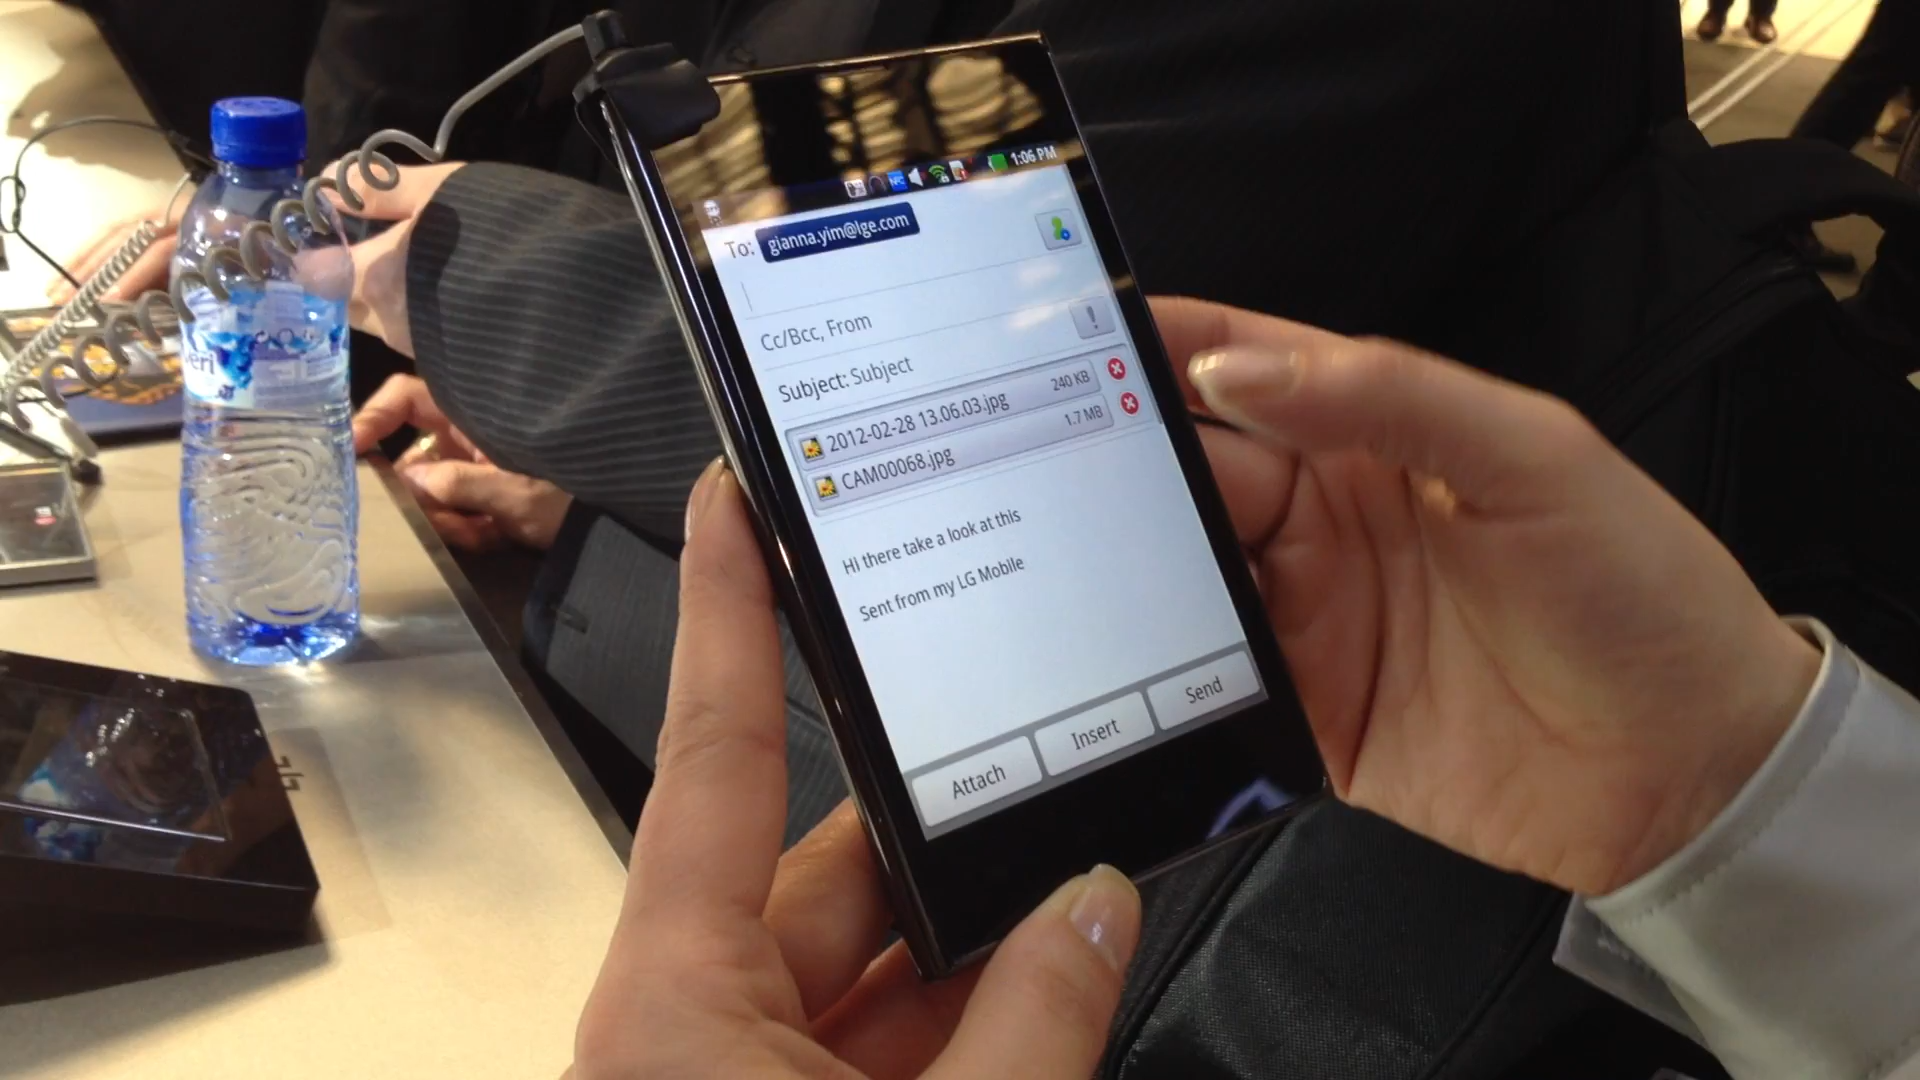 1:06 PM
NFC
To: gianna.yim@lge.com
Cc/Bcc, From
Subject: Subject
2012-02-28 13.06.03.jpg 240 KB
CAM00068.jpg 1.7 MB
HI there take a look at this
Sent from my LG Mobile
Attach Insert Send